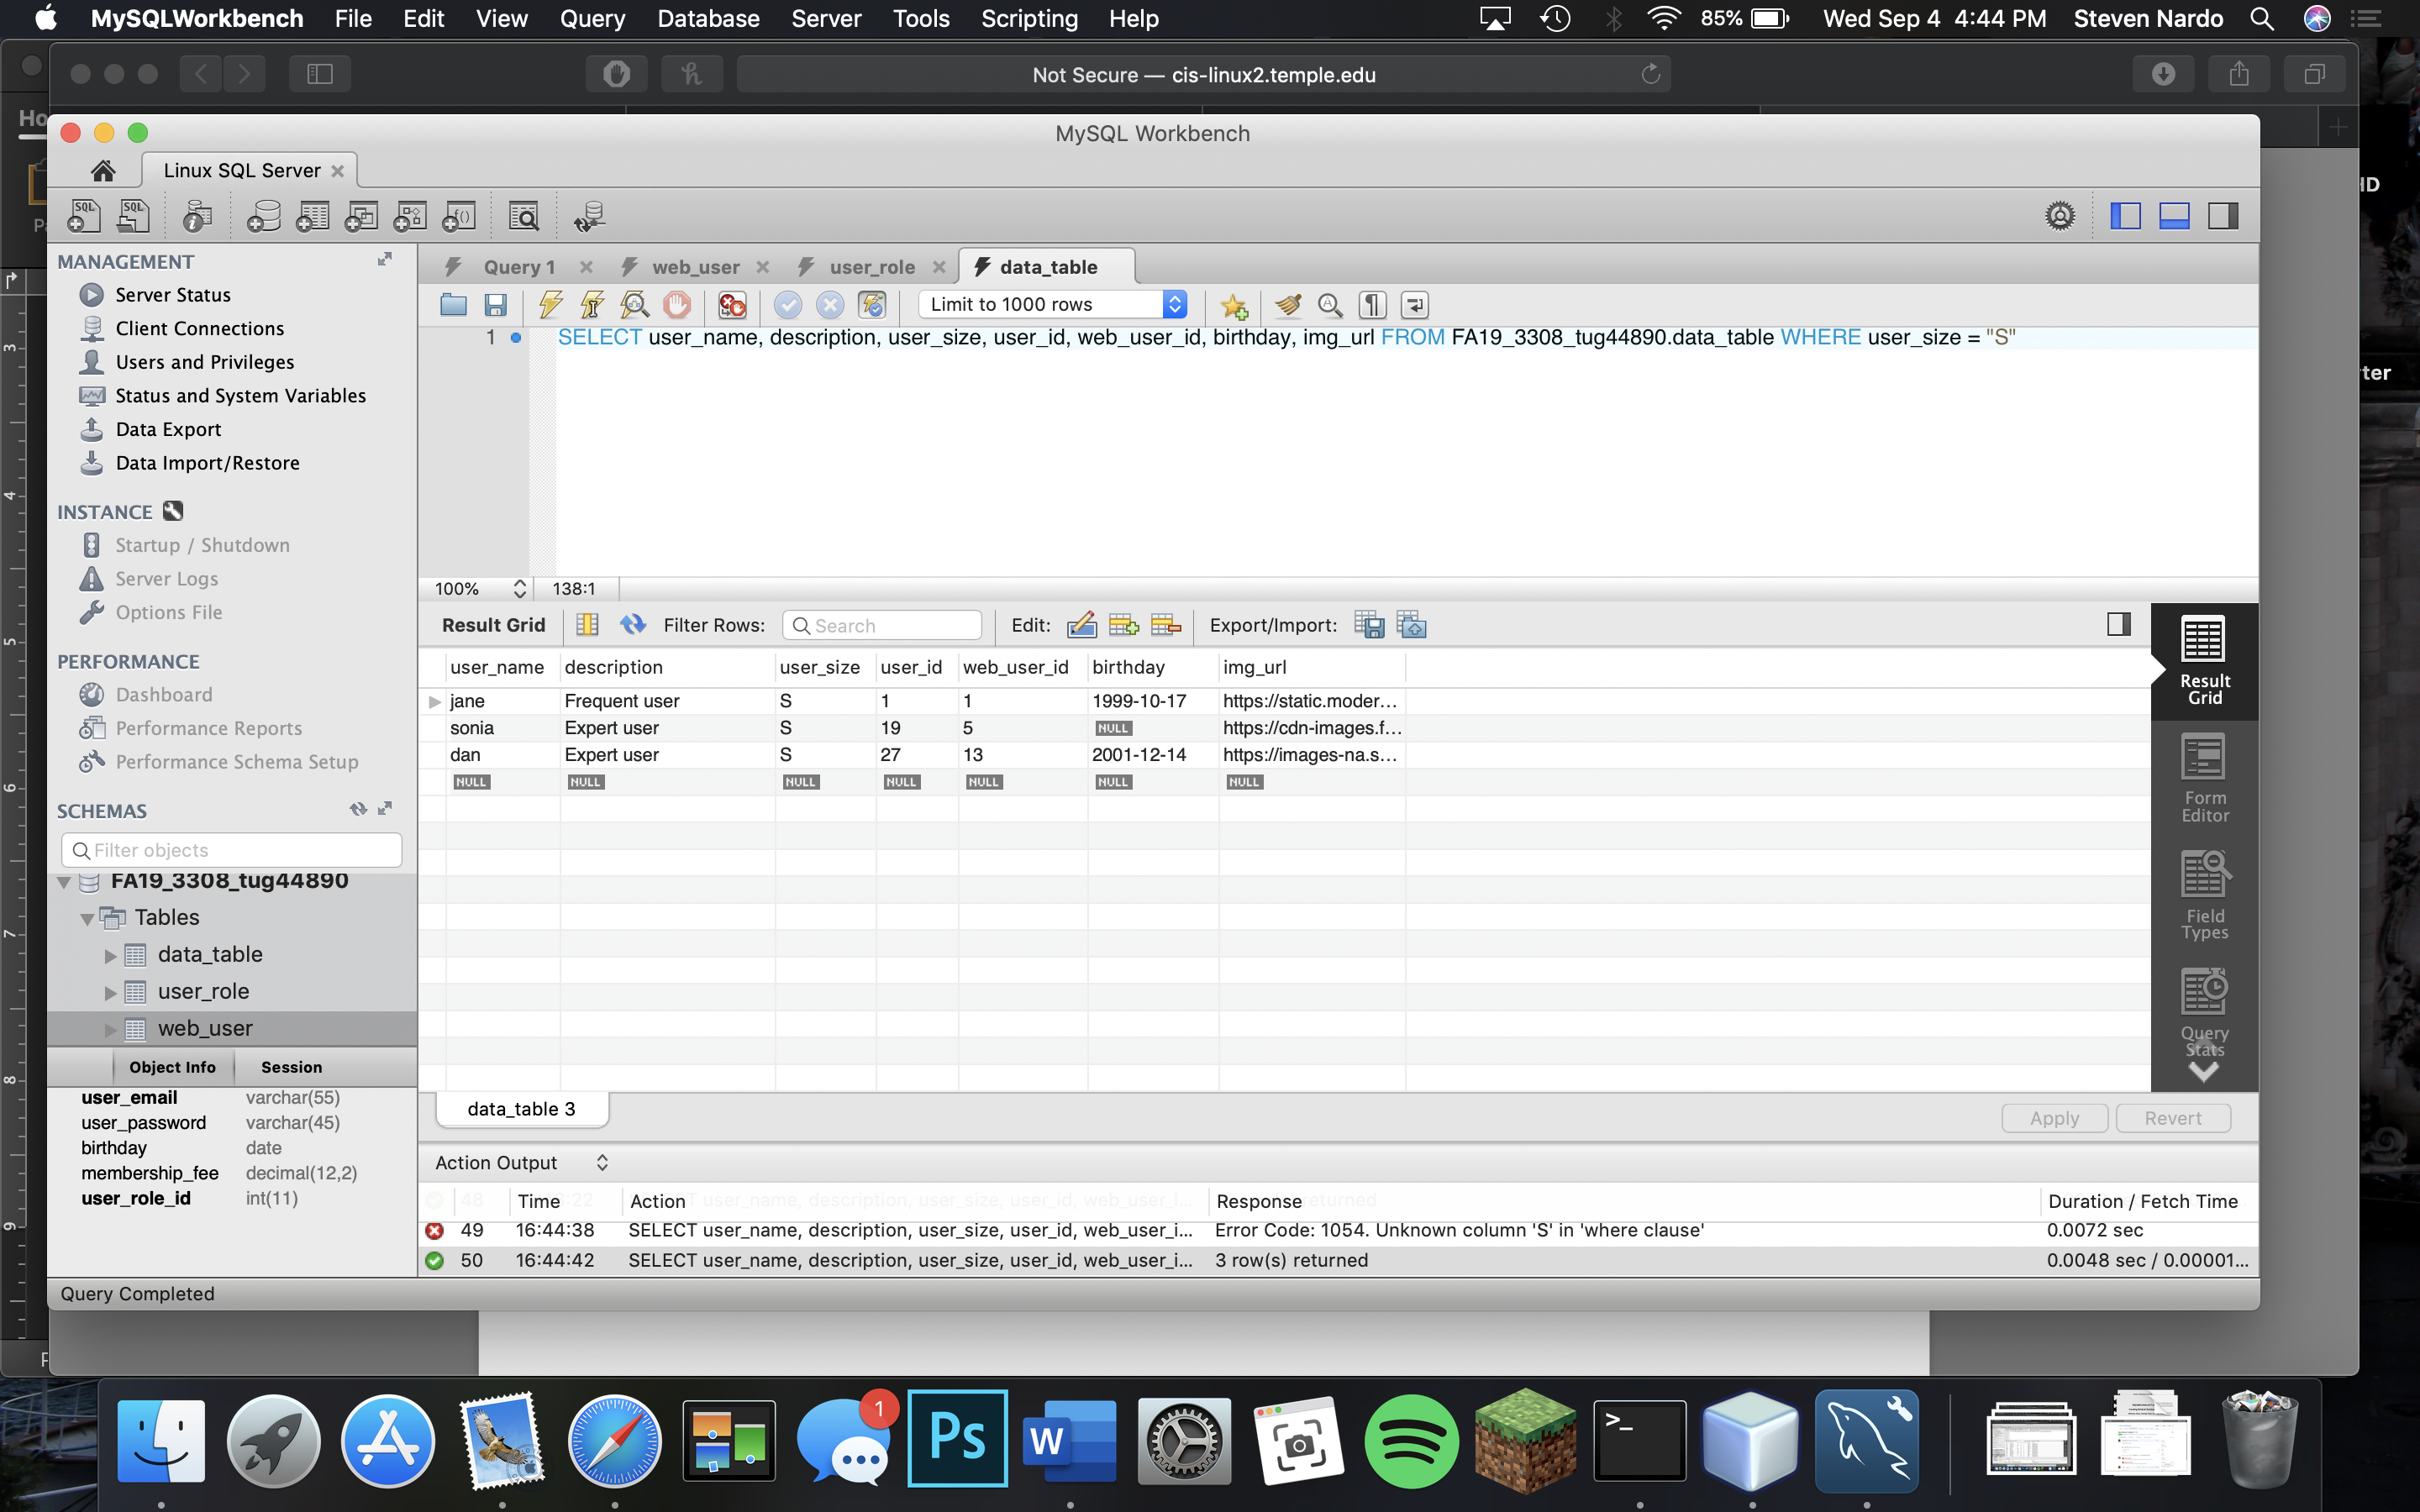 MySQLWorkbench File Edit View Query Database Server Tools Scripting Help 85% Wed Sep 4 4:44 PM Steven Nardo
Not Secure — cis-linux2.temple.edu
MySQL Workbench
Linux SQL Server
MANAGEMENT
Server Status
Client Connections
Users and Privileges
Status and System Variables
Data Export
Data Import/Restore
INSTANCE
Startup / Shutdown
Server Logs
Options File
PERFORMANCE
Dashboard
Performance Reports
Performance Schema Setup
SCHEMAS
Filter objects
FA19_3308_tug44890
Tables
data_table
user_role
web_user
Object Info Session
user_email varchar(55)
user_password varchar(45)
birthday date
membership_fee decimal(12,2)
user_role_id int(11)
Query 1 web_user user_role data_table
Limit to 1000 rows
1 SELECT user_name, description, user_size, user_id, web_user_id, birthday, img_url FROM FA19_3308_tug44890.data_table WHERE user_size = "S"
100% 138:1
Result Grid Filter Rows: Search Edit: Export/Import:
user_name description user_size user_id web_user_id birthday img_url
jane Frequent user S 1 1 1999-10-17 https://static.moder...
sonia Expert user S 19 5 NULL https://cdn-images.f...
dan Expert user S 27 13 2001-12-14 https://images-na.s...
NULL NULL NULL NULL NULL NULL NULL
Result Grid
Form Editor
Field Types
Query Stats
data_table 3 Apply Revert
Action Output
Time Action Response Duration / Fetch Time
49 16:44:38 SELECT user_name, description, user_size, user_id, web_user_i... Error Code: 1054. Unknown column 'S' in 'where clause' 0.0072 sec
50 16:44:42 SELECT user_name, description, user_size, user_id, web_user_i... 3 row(s) returned 0.0048 sec / 0.00001...
Query Completed
3
4
5
6
7
8
9
1
Ps
W
>_